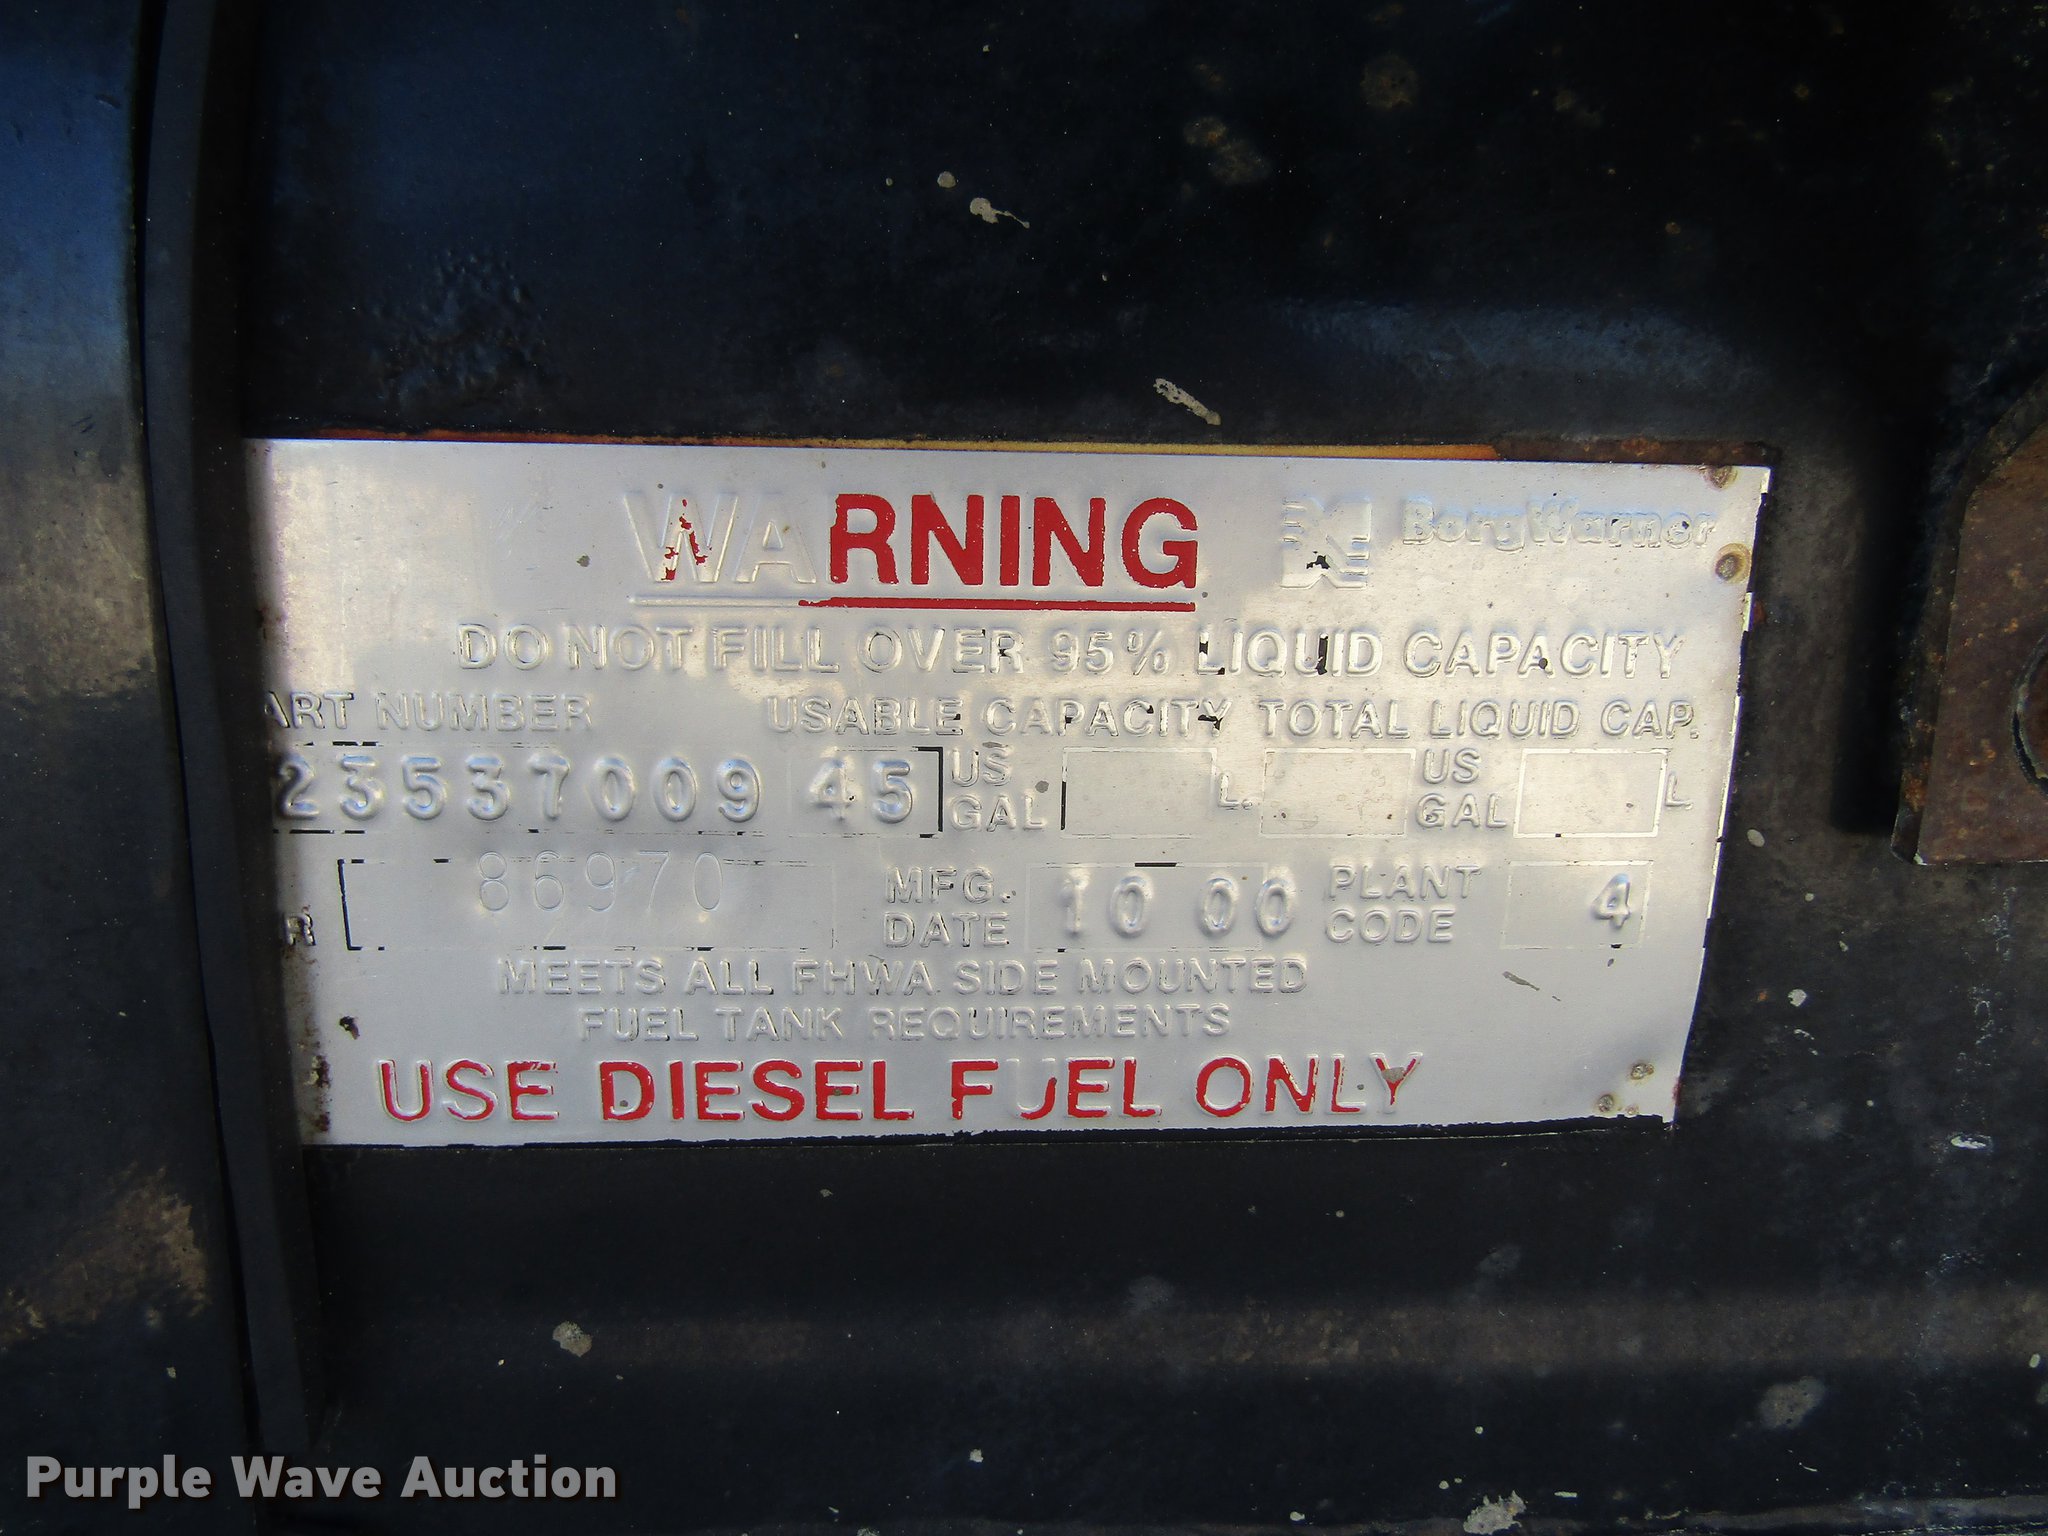 WARNING BorgWarner
DO NOT FILL OVER 95% LIQUID CAPACITY
ART NUMBER USABLE CAPACITY TOTAL LIQUID CAP.
23537009 45 US GAL L. US GAL L
R 86970 MFG. DATE 10 00 PLANT CODE 4
MEETS ALL FHWA SIDE MOUNTED
FUEL TANK REQUIREMENTS
USE DIESEL FUEL ONLY
Purple Wave Auction